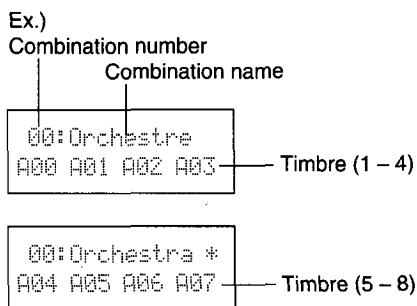 Ex.)
Combination number
Combination name
00:Orchestre
A00 A01 A02 A03
Timbre (1 – 4)
00:Orchestra *
A04 A05 A06 A07
Timbre (5 – 8)